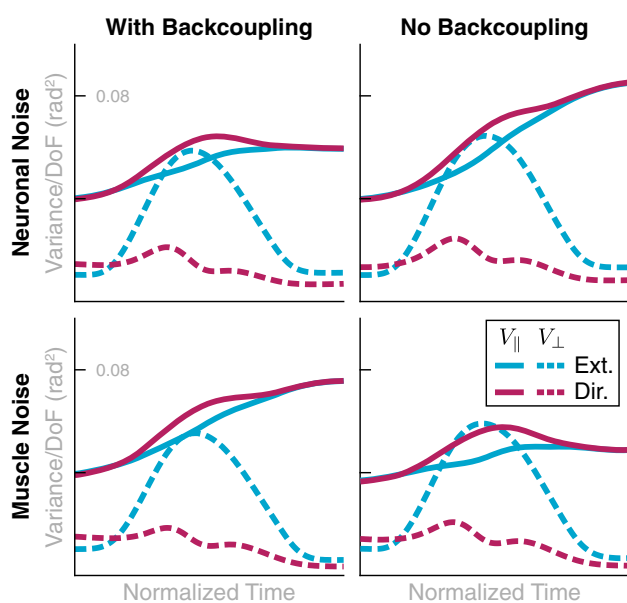 With Backcoupling
No Backcoupling
Neuronal Noise
Variance/DoF (rad²)
0.08
Muscle Noise
Variance/DoF (rad²)
0.08
V∥ V⊥
Ext.
Dir.
Normalized Time
Normalized Time